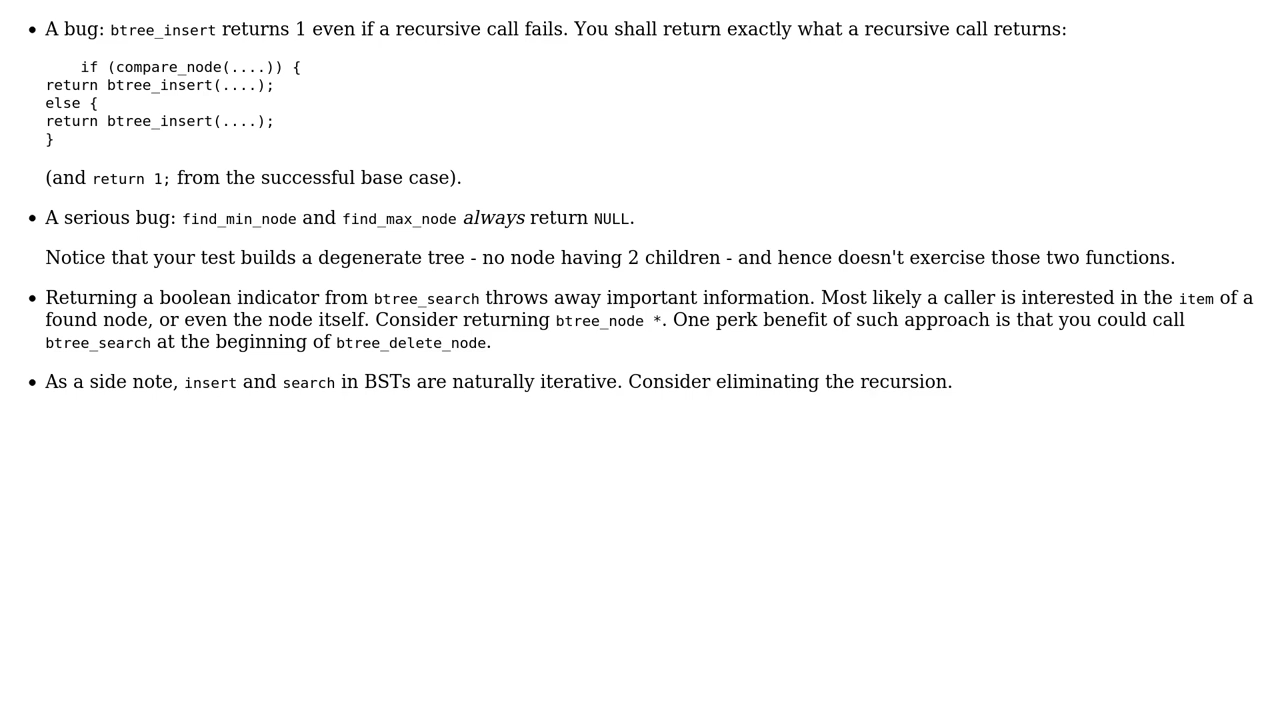 • A bug: btree_insert returns 1 even if a recursive call fails. You shall return exactly what a recursive call returns:
    if (compare_node(....)) {
return btree_insert(....);
else {
return btree_insert(....);
}
(and return 1; from the successful base case).
• A serious bug: find_min_node and find_max_node always return NULL.
Notice that your test builds a degenerate tree - no node having 2 children - and hence doesn't exercise those two functions.
• Returning a boolean indicator from btree_search throws away important information. Most likely a caller is interested in the item of a
found node, or even the node itself. Consider returning btree_node *. One perk benefit of such approach is that you could call
btree_search at the beginning of btree_delete_node.
• As a side note, insert and search in BSTs are naturally iterative. Consider eliminating the recursion.